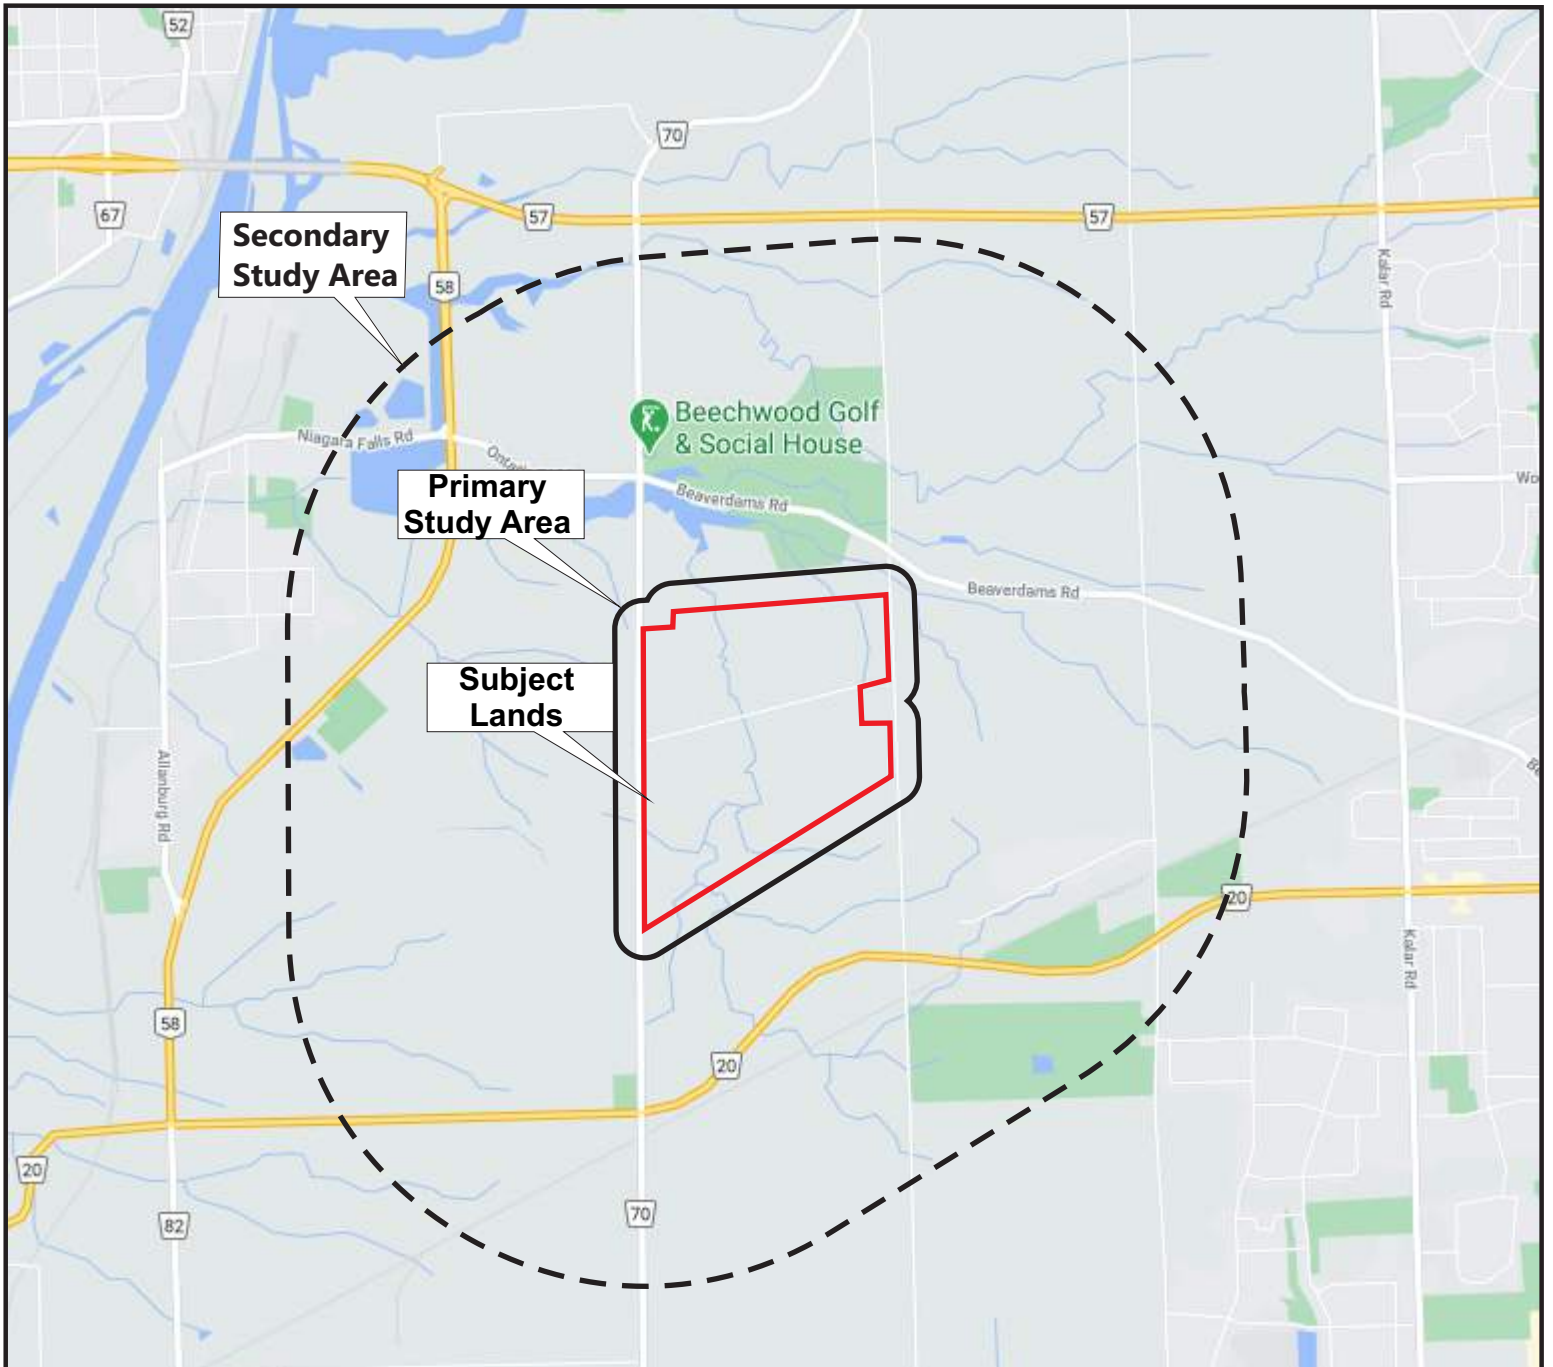 52
70
67
57
57
Secondary
Study Area
58
Kalar Rd
Beechwood Golf
& Social House
Niagara Falls Rd
Primary
Study Area
Beaverdams Rd
Beaverdams Rd
Subject
Lands
Allanburg Rd
20
Kalar Rd
58
20
20
70
82